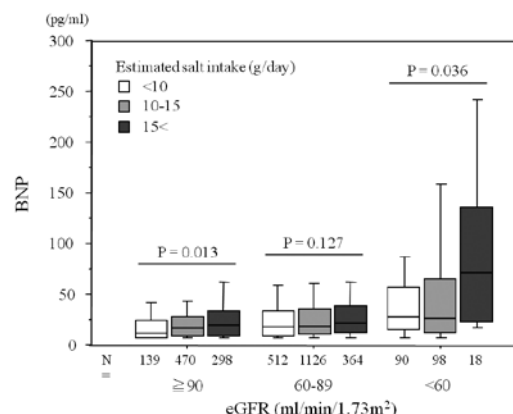 (pg/ml)
300
250
200
150
100
50
0
BNP
Estimated salt intake (g/day)
<10
10-15
15<
P = 0.013
P = 0.127
P = 0.036
N 139 470 298 512 1126 364 90 98 18
=
≧90 60-89 <60
eGFR (ml/min/1.73m²)